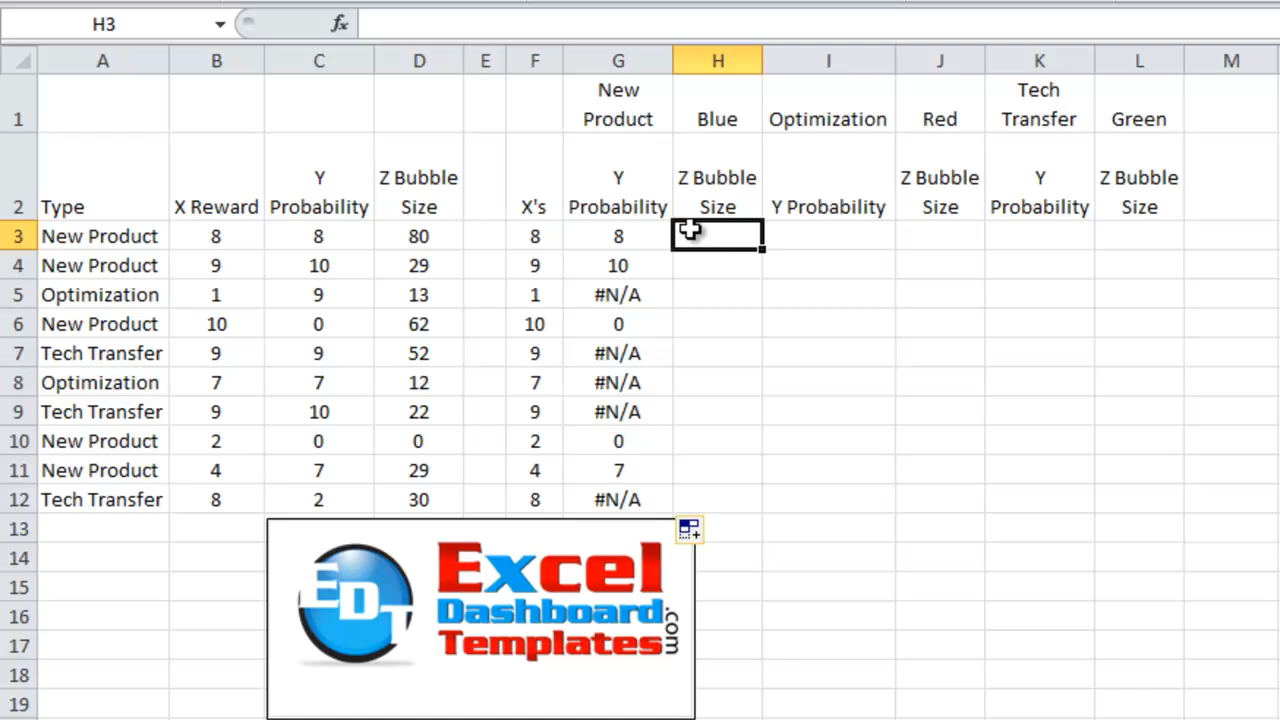 H3 fx
A B C D E F G H I J K L M
New Tech
1 Product Blue Optimization Red Transfer Green
Y Z Bubble Y Z Bubble Z Bubble Y Z Bubble
2 Type X Reward Probability Size X's Probability Size Y Probability Size Probability Size
3 New Product 8 8 80 8 8
4 New Product 9 10 29 9 10
5 Optimization 1 9 13 1 #N/A
6 New Product 10 0 62 10 0
7 Tech Transfer 9 9 52 9 #N/A
8 Optimization 7 7 12 7 #N/A
9 Tech Transfer 9 10 22 9 #N/A
10 New Product 2 0 0 2 0
11 New Product 4 7 29 4 7
12 Tech Transfer 8 2 30 8 #N/A
13
14
15
16
17
18
19
EDT
Excel
Dashboard
Templates
.com